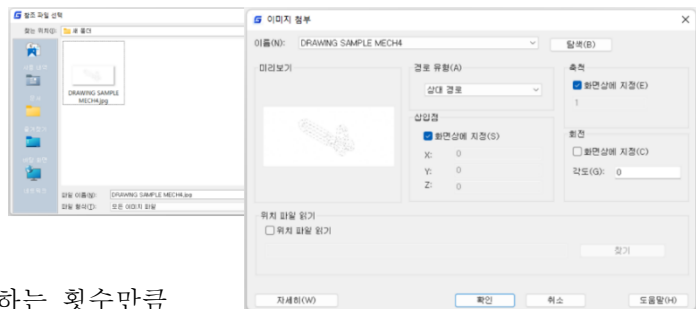 참조 파일 선택
찾는 위치(I):
새 폴더
DRAWING SAMPLE
MECH4.jpg
파일 이름(N):
DRAWING SAMPLE MECH4.jpg
파일 형식(T):
모든 이미지 파일
이미지 첨부
이름(N):
DRAWING SAMPLE MECH4
탐색(B)
미리보기
경로 유형(A)
상대 경로
축척
화면상에 지정(E)
1
삽입점
화면상에 지정(S)
X: 0
Y: 0
Z: 0
회전
화면상에 지정(C)
각도(G): 0
위치 파일 읽기
위치 파일 읽기
찾기
자세히(W)
확인
취소
도움말(H)
하는 횟수만큼